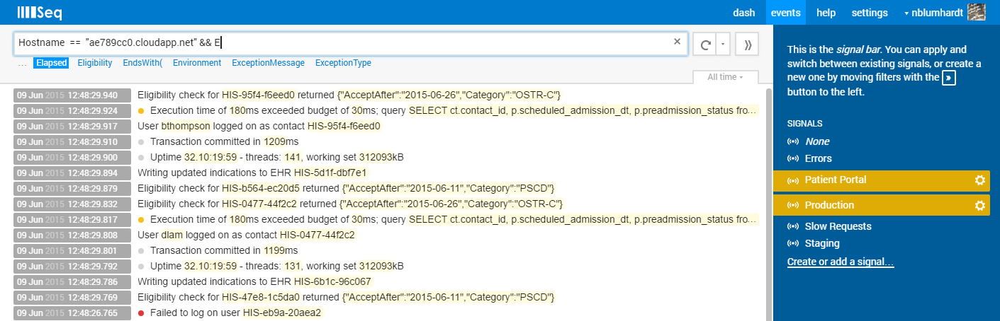 Seq
dash events help settings nblumhardt
Hostname == "ae789cc0.cloudapp.net" && E
... Elapsed Eligibility EndsWith( Environment ExceptionMessage ExceptionType
All time
09 Jun 2015 12:48:29.940 Eligibility check for HIS-95f4-f6eed0 returned {"AcceptAfter":"2015-06-26","Category":"OSTR-C"}
09 Jun 2015 12:48:29.924 Execution time of 180ms exceeded budget of 30ms; query SELECT ct.contact_id, p.scheduled_admission_dt, p.preadmission_status fro...
09 Jun 2015 12:48:29.917 User bthompson logged on as contact HIS-95f4-f6eed0
09 Jun 2015 12:48:29.910 Transaction committed in 1209ms
09 Jun 2015 12:48:29.900 Uptime 32.10:19:59 - threads: 141, working set 312093kB
09 Jun 2015 12:48:29.894 Writing updated indications to EHR HIS-5d1f-dbf7e1
09 Jun 2015 12:48:29.879 Eligibility check for HIS-b564-ec20d5 returned {"AcceptAfter":"2015-06-11","Category":"PSCD"}
09 Jun 2015 12:48:29.832 Eligibility check for HIS-0477-44f2c2 returned {"AcceptAfter":"2015-06-26","Category":"OSTR-C"}
09 Jun 2015 12:48:29.817 Execution time of 180ms exceeded budget of 30ms; query SELECT ct.contact_id, p.scheduled_admission_dt, p.preadmission_status fro...
09 Jun 2015 12:48:29.808 User dlam logged on as contact HIS-0477-44f2c2
09 Jun 2015 12:48:29.801 Transaction committed in 1199ms
09 Jun 2015 12:48:29.792 Uptime 32.10:19:59 - threads: 131, working set 312093kB
09 Jun 2015 12:48:29.786 Writing updated indications to EHR HIS-6b1c-96c067
09 Jun 2015 12:48:29.769 Eligibility check for HIS-47e8-1c5da0 returned {"AcceptAfter":"2015-06-11","Category":"PSCD"}
09 Jun 2015 12:48:26.765 Failed to log on user HIS-eb9a-20aea2
This is the signal bar. You can apply and
switch between existing signals, or create a
new one by moving filters with the »
button to the left.
SIGNALS
None
Errors
Patient Portal
Production
Slow Requests
Staging
Create or add a signal...